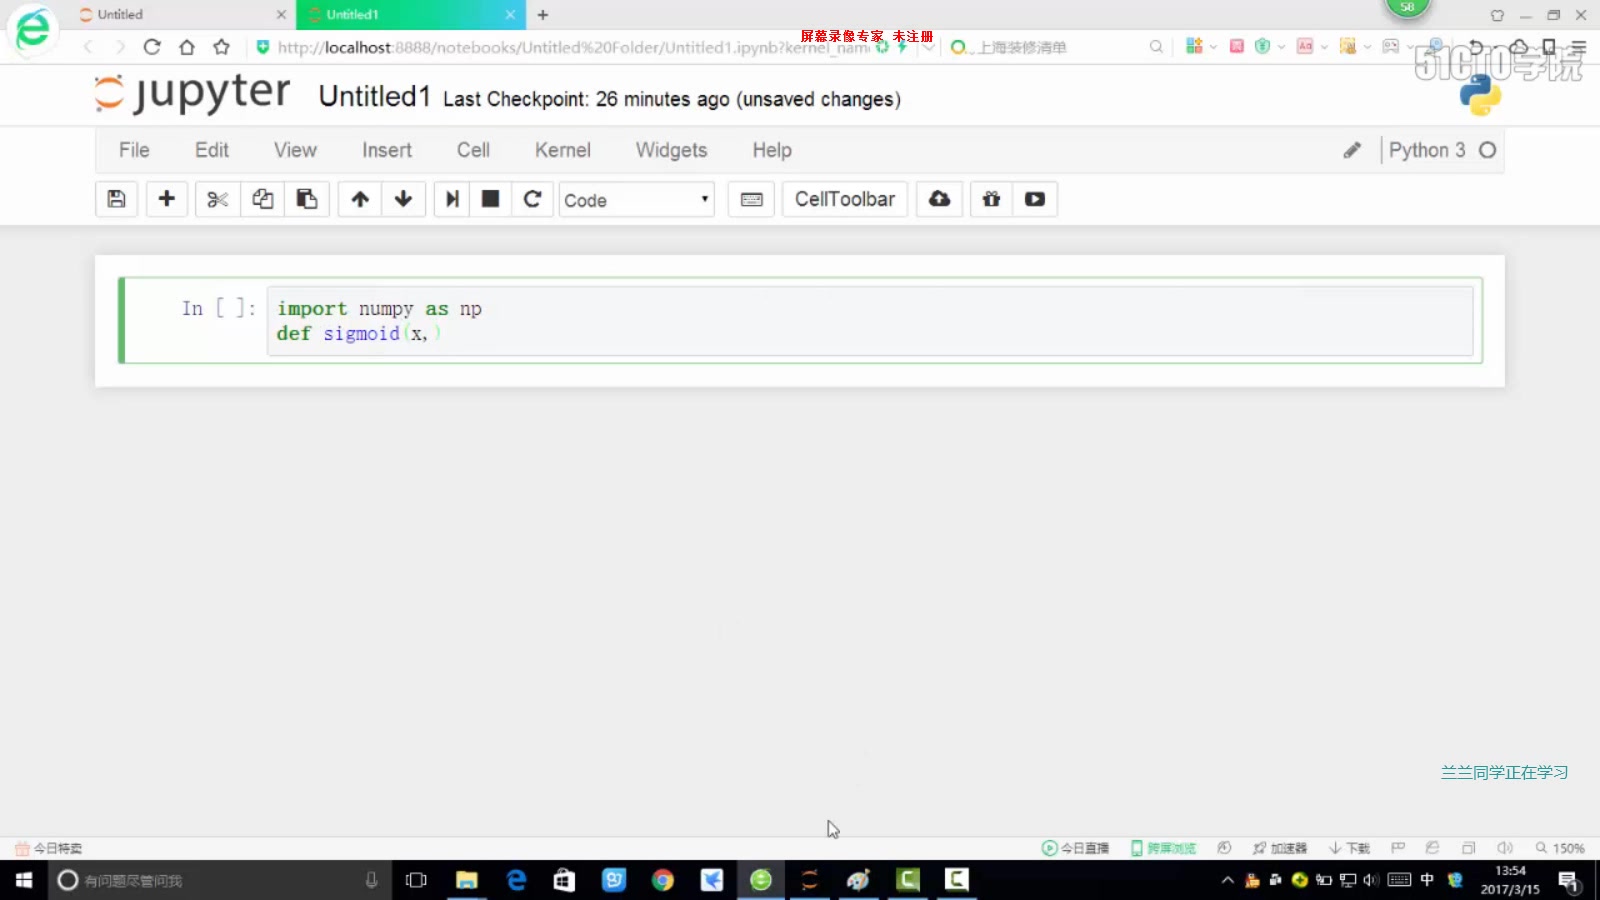 Untitled
Untitled1
58
屏幕录像专家 未注册
http://localhost:8888/notebooks/Untitled%20Folder/Untitled1.ipynb?kernel_nam
上海装修清单
51CTO学院
jupyter Untitled1 Last Checkpoint: 26 minutes ago (unsaved changes)
File Edit View Insert Cell Kernel Widgets Help Python 3
Code CellToolbar
In [ ]: import numpy as np
def sigmoid(x,)
兰兰同学正在学习
今日特卖 今日直播 跨屏浏览 加速器 下载 150%
有问题尽管问我 中 13:54
2017/3/15 1